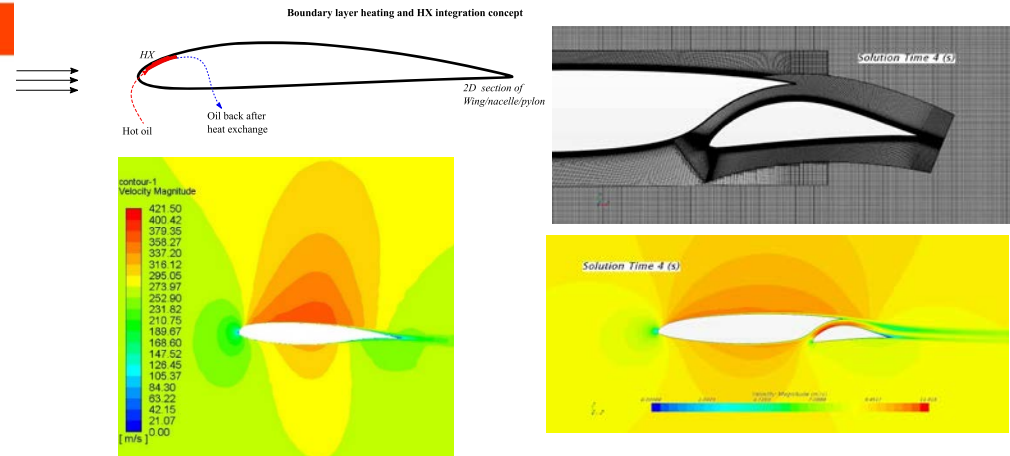 Boundary layer heating and HX integration concept
HX
2D section of
Wing/nacelle/pylon
Oil back after
heat exchange
Hot oil
Solution Time 4 (s)
contour-1
Velocity Magnitude
421.50
400.42
379.35
358.27
337.20
316.12
295.05
273.97
252.90
231.82
210.75
189.67
168.60
147.52
126.45
105.37
84.30
63.22
42.15
21.07
0.00
[ m/s ]
Solution Time 4 (s)
Velocity Magnitude (m/s)